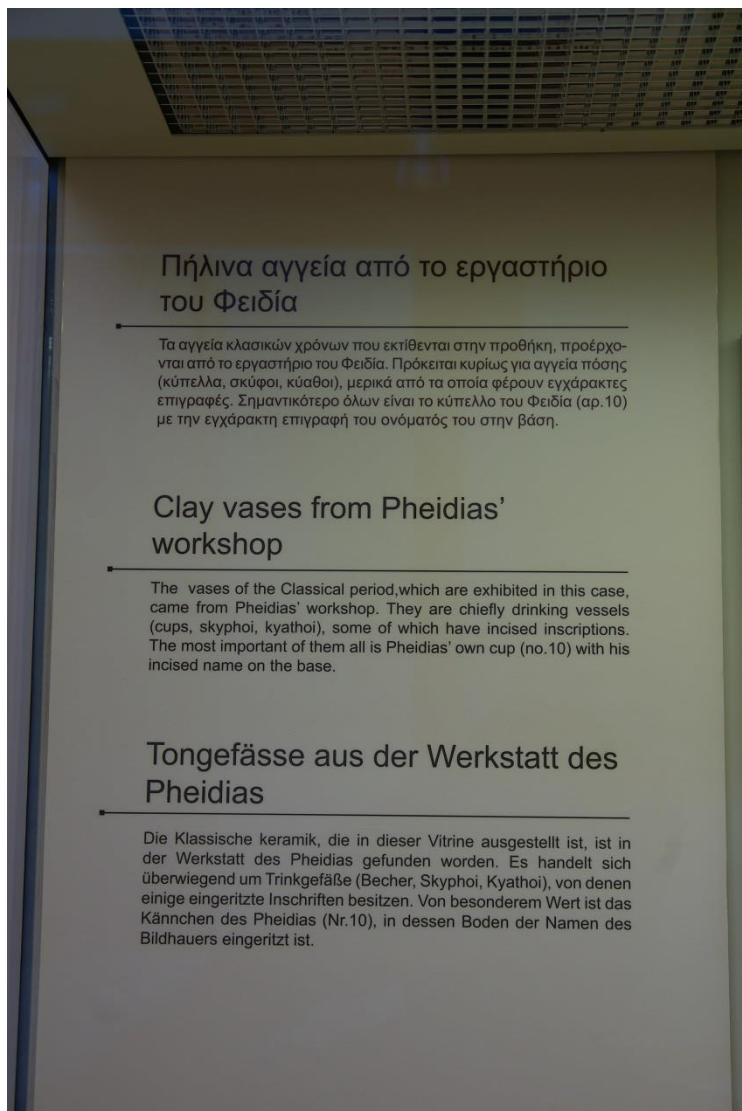 Πήλινα αγγεία από το εργαστήριο
του Φειδία
Τα αγγεία κλασικών χρόνων που εκτίθενται στην προθήκη, προέρχο-
νται από το εργαστήριο του Φειδία. Πρόκειται κυρίως για αγγεία πόσης
(κύπελλα, σκύφοι, κύαθοι), μερικά από τα οποία φέρουν εγχάρακτες
επιγραφές. Σημαντικότερο όλων είναι το κύπελλο του Φειδία (αρ.10)
με την εγχάρακτη επιγραφή του ονόματός του στην βάση.
Clay vases from Pheidias’
workshop
The vases of the Classical period,which are exhibited in this case,
came from Pheidias’ workshop. They are chiefly drinking vessels
(cups, skyphoi, kyathoi), some of which have incised inscriptions.
The most important of them all is Pheidias’ own cup (no.10) with his
incised name on the base.
Tongefässe aus der Werkstatt des
Pheidias
Die Klassische keramik, die in dieser Vitrine ausgestellt ist, ist in
der Werkstatt des Pheidias gefunden worden. Es handelt sich
überwiegend um Trinkgefäße (Becher, Skyphoi, Kyathoi), von denen
einige eingeritzte Inschriften besitzen. Von besonderem Wert ist das
Kännchen des Pheidias (Nr.10), in dessen Boden der Namen des
Bildhauers eingeritzt ist.